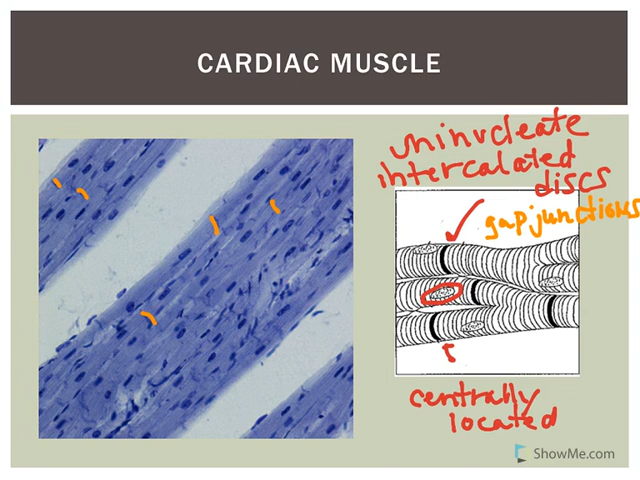 CARDIAC MUSCLE
uninucleate
intercalated
discs
gap junctions
centrally
located
ShowMe.com